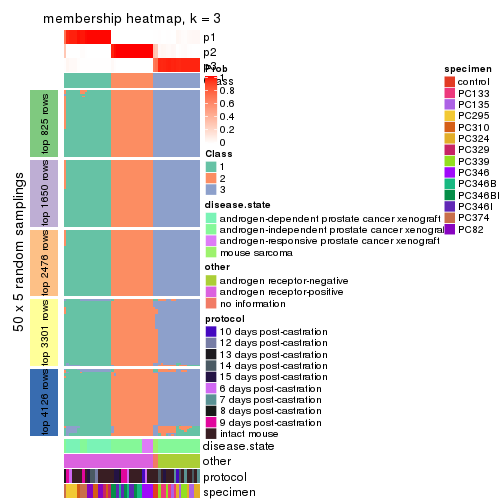 membership heatmap, k = 3
p1
p2
p3
Prob
1
0.8
0.6
0.4
0.2
0
Class
Class
1
2
3
disease.state
androgen-dependent prostate cancer xenograft
androgen-independent prostate cancer xenograft
androgen-responsive prostate cancer xenograft
mouse sarcoma
other
androgen receptor-negative
androgen receptor-positive
no information
protocol
10 days post-castration
12 days post-castration
13 days post-castration
14 days post-castration
15 days post-castration
6 days post-castration
7 days post-castration
8 days post-castration
9 days post-castration
intact mouse
specimen
control
PC133
PC135
PC295
PC310
PC324
PC329
PC339
PC346
PC346B
PC346BI
PC346I
PC374
PC82
50 x 5 random samplings
top 825 rows
top 1650 rows
top 2476 rows
top 3301 rows
top 4126 rows
disease.state
other
protocol
specimen